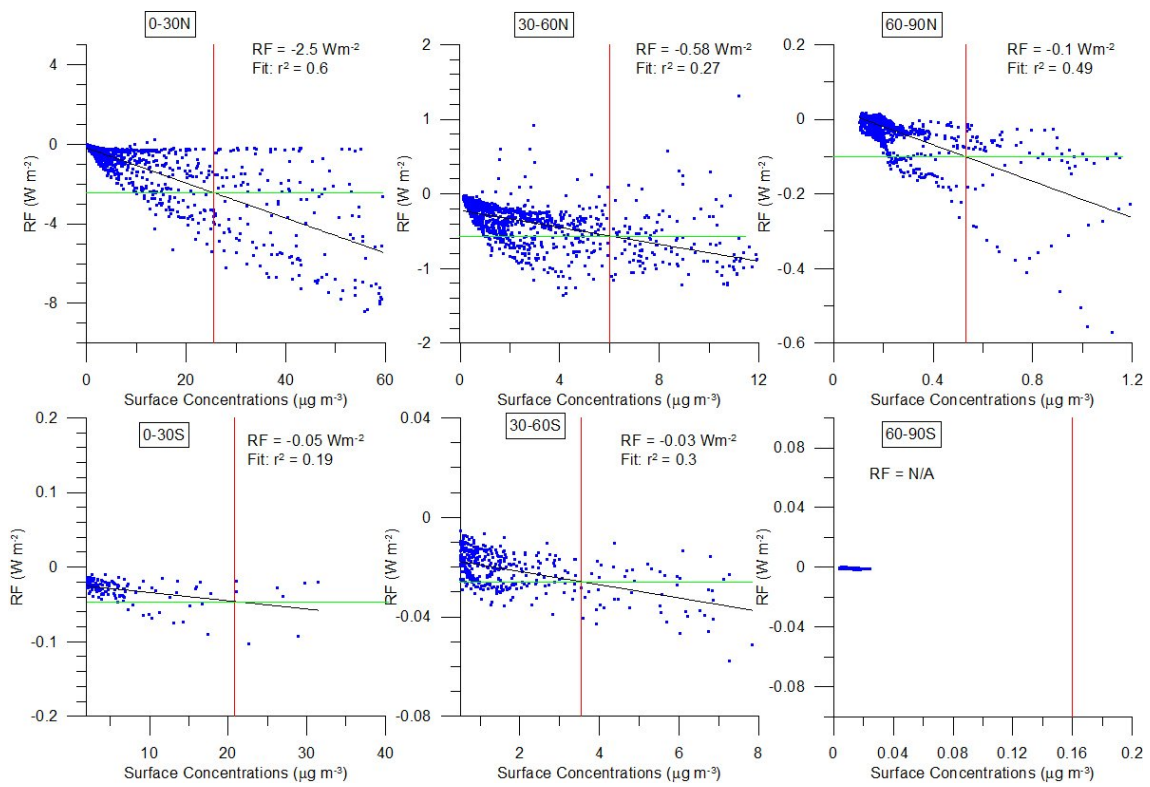 0-30N
RF = -2.5 Wm⁻²
Fit: r² = 0.6
4
0
-4
-8
RF (W m⁻²)
0 20 40 60
Surface Concentrations (μg m⁻³)
30-60N
RF = -0.58 Wm⁻²
Fit: r² = 0.27
2
1
0
-1
-2
RF (W m⁻²)
0 4 8 12
Surface Concentrations (μg m⁻³)
60-90N
RF = -0.1 Wm⁻²
Fit: r² = 0.49
0.2
0
-0.2
-0.4
-0.6
RF (W m⁻²)
0 0.4 0.8 1.2
Surface Concentrations (μg m⁻³)
0-30S
RF = -0.05 Wm⁻²
Fit: r² = 0.19
0.2
0.1
0
-0.1
-0.2
RF (W m⁻²)
10 20 30 40
Surface Concentrations (μg m⁻³)
30-60S
RF = -0.03 Wm⁻²
Fit: r² = 0.3
0.04
0
-0.04
-0.08
RF (W m⁻²)
2 4 6 8
Surface Concentrations (μg m⁻³)
60-90S
RF = N/A
0.08
0.04
0
-0.04
-0.08
RF (W m⁻²)
0 0.04 0.08 0.12 0.16 0.2
Surface Concentrations (μg m⁻³)